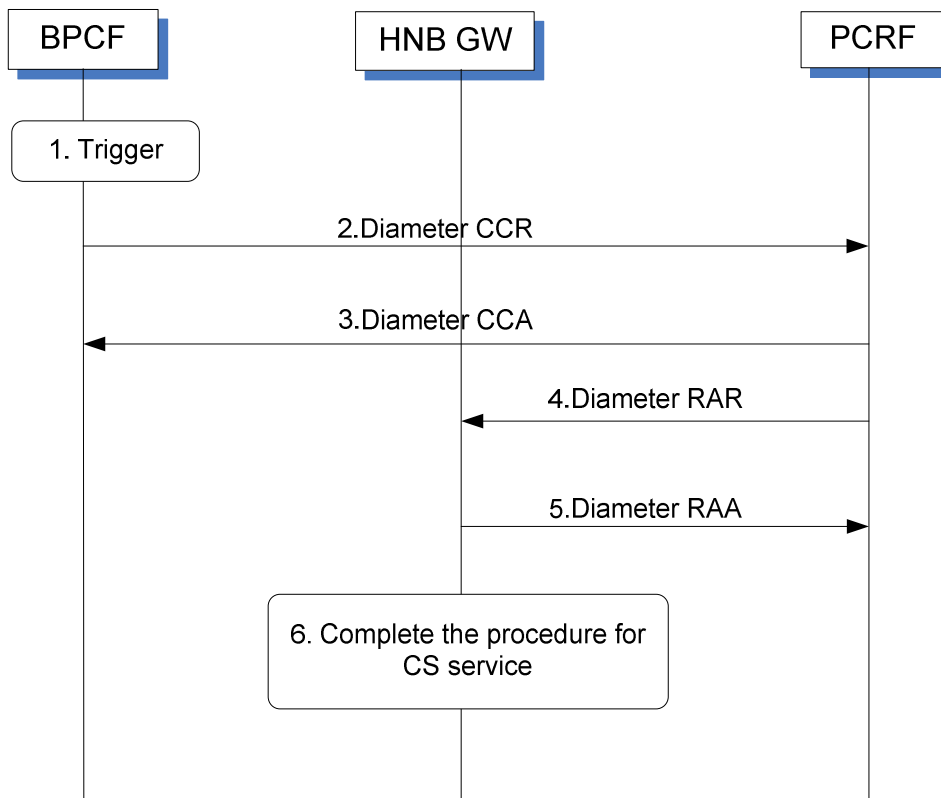 BPCF
HNB GW
PCRF
1. Trigger
2.Diameter CCR
3.Diameter CCA
4.Diameter RAR
5.Diameter RAA
6. Complete the procedure for
CS service